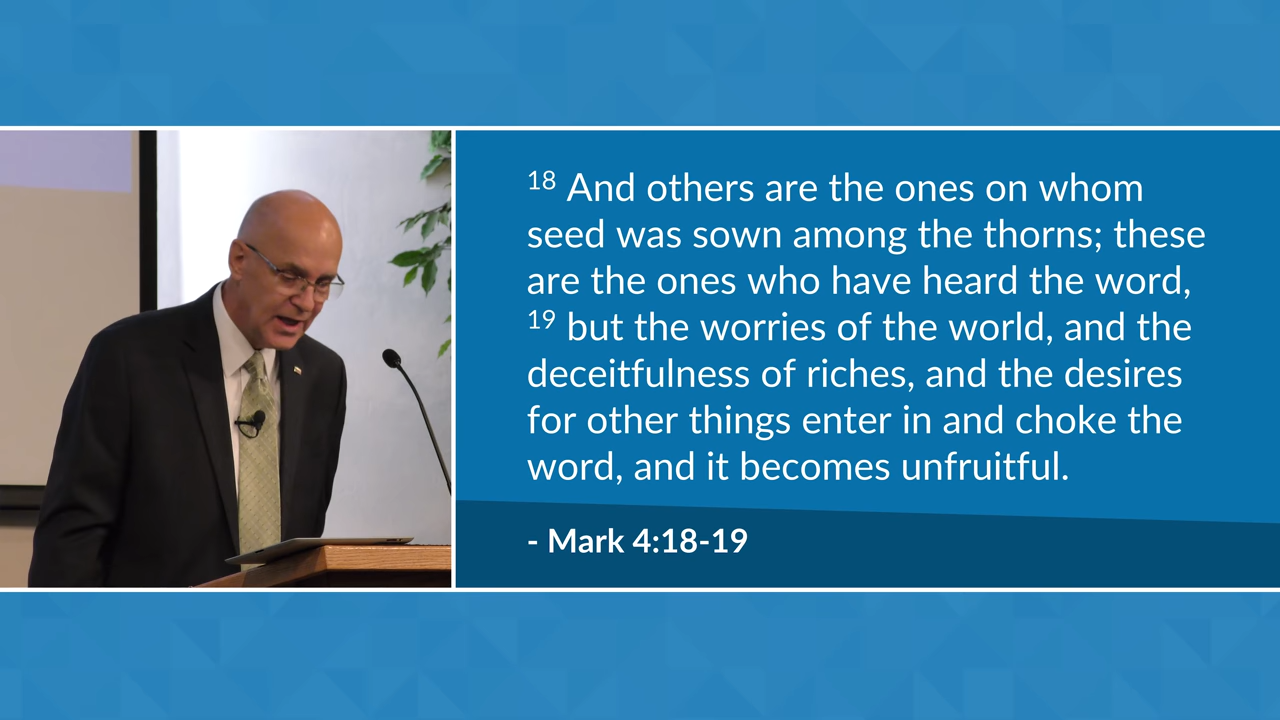 18 And others are the ones on whom
seed was sown among the thorns; these
are the ones who have heard the word,
19 but the worries of the world, and the
deceitfulness of riches, and the desires
for other things enter in and choke the
word, and it becomes unfruitful.
- Mark 4:18-19